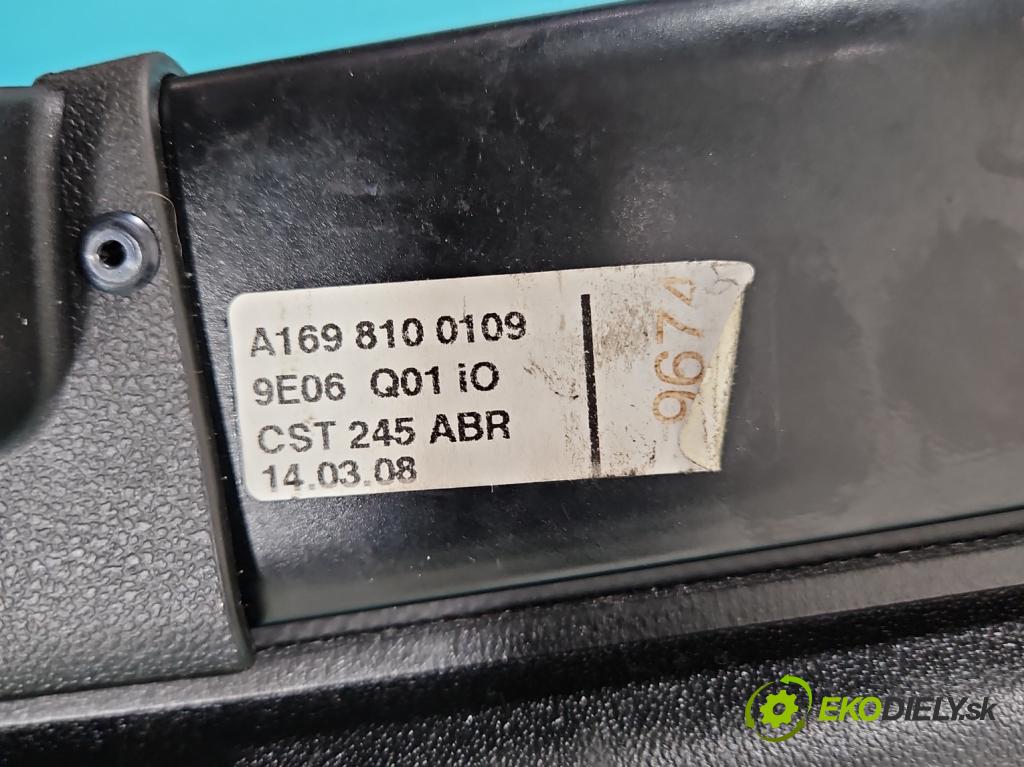 A169 810 0109
9E06 Q01 iO
CST 245 ABR
14.03.08
9674
EKODIELY.sk